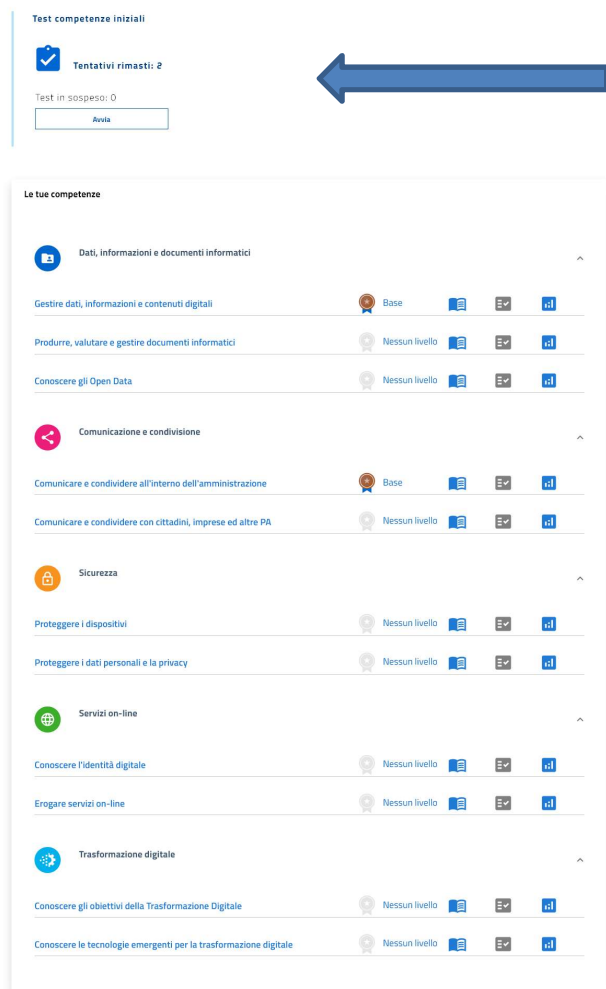 Test competenze iniziali
Tentativi rimasti: 2
Test in sospeso: 0
Avvia
Le tue competenze
Dati, informazioni e documenti informatici
Gestire dati, informazioni e contenuti digitali Base
Produrre, valutare e gestire documenti informatici Nessun livello
Conoscere gli Open Data Nessun livello
Comunicazione e condivisione
Comunicare e condividere all'interno dell'amministrazione Base
Comunicare e condividere con cittadini, imprese ed altre PA Nessun livello
Sicurezza
Proteggere i dispositivi Nessun livello
Proteggere i dati personali e la privacy Nessun livello
Servizi on-line
Conoscere l'identità digitale Nessun livello
Erogare servizi on-line Nessun livello
Trasformazione digitale
Conoscere gli obiettivi della Trasformazione Digitale Nessun livello
Conoscere le tecnologie emergenti per la trasformazione digitale Nessun livello